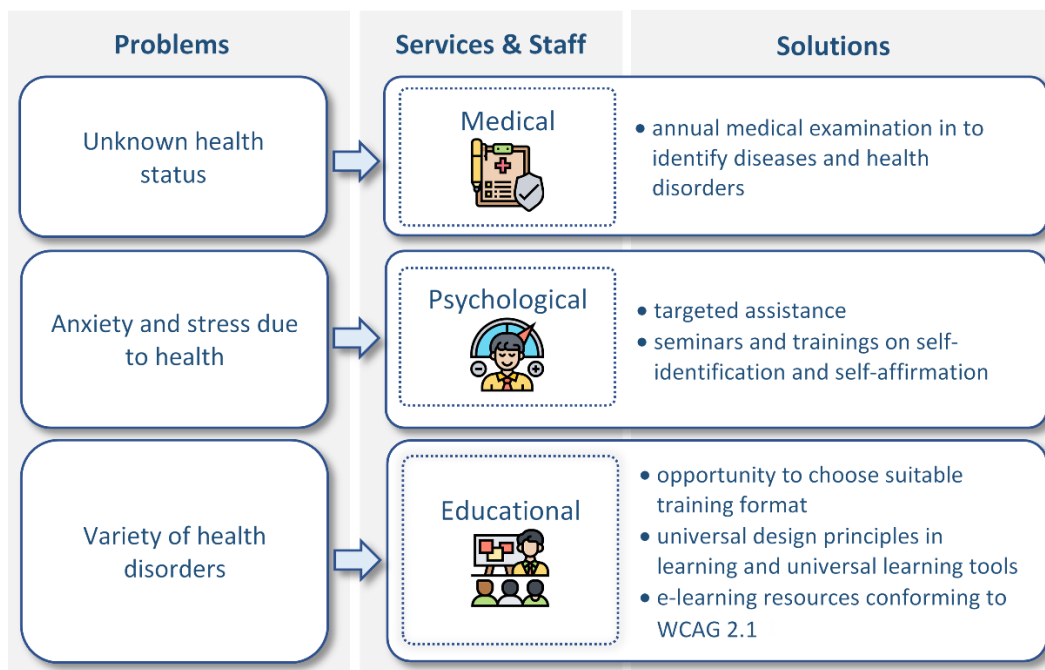 Problems
Services & Staff
Solutions
Unknown health
status
Medical
• annual medical examination in to
identify diseases and health
disorders
Anxiety and stress due
to health
Psychological
• targeted assistance
• seminars and trainings on self-
identification and self-affirmation
Variety of health
disorders
Educational
• opportunity to choose suitable
training format
• universal design principles in
learning and universal learning tools
• e-learning resources conforming to
WCAG 2.1